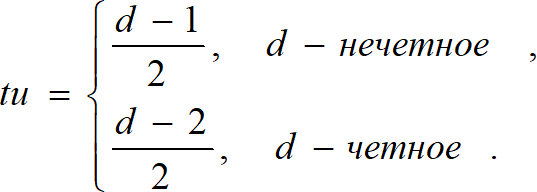 tu = { d − 1 / 2 , d − нечетное ,
d − 2 / 2 , d − четное .